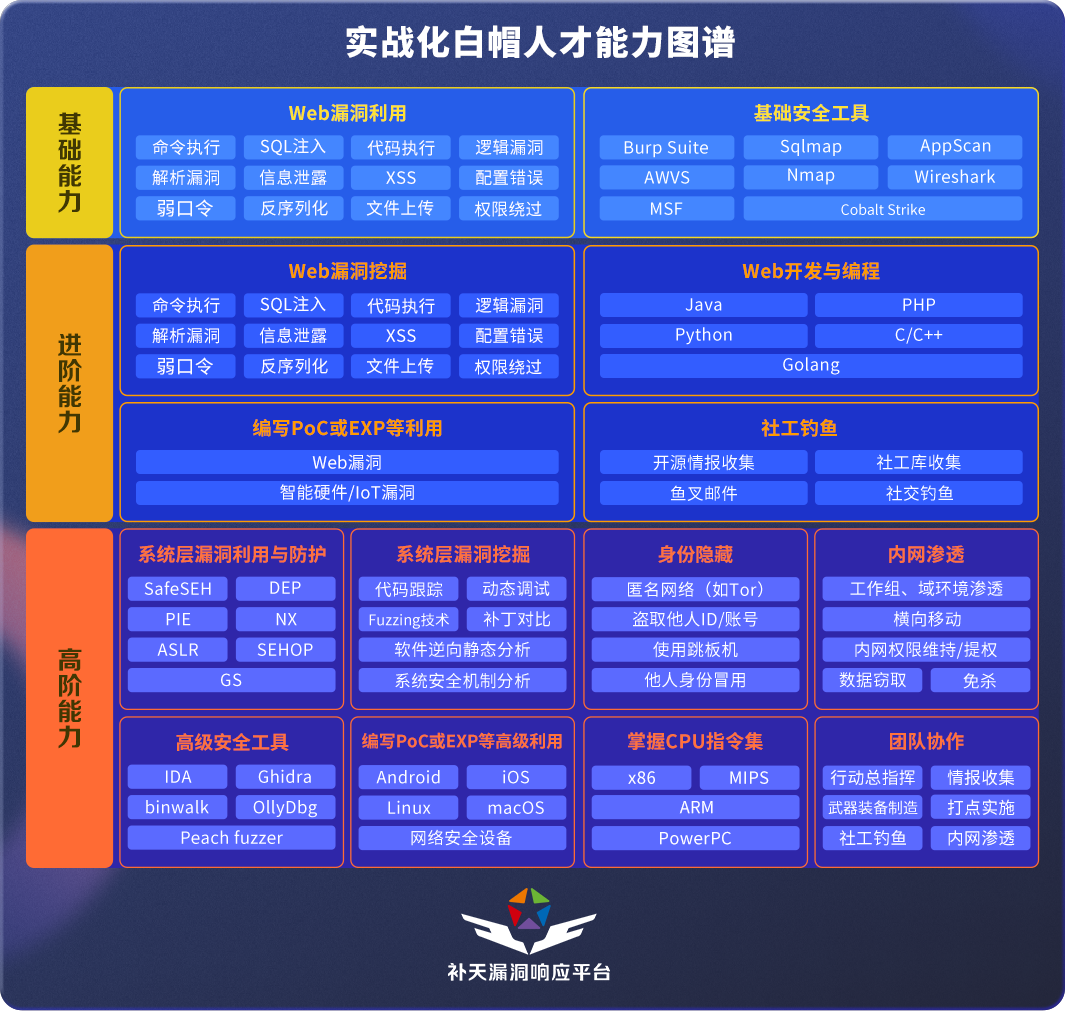 实战化白帽人才能力图谱
基础能力
Web漏洞利用
命令执行 SQL注入 代码执行 逻辑漏洞
解析漏洞 信息泄露 XSS 配置错误
弱口令 反序列化 文件上传 权限绕过
基础安全工具
Burp Suite Sqlmap AppScan
AWVS Nmap Wireshark
MSF Cobalt Strike
进阶能力
Web漏洞挖掘
命令执行 SQL注入 代码执行 逻辑漏洞
解析漏洞 信息泄露 XSS 配置错误
弱口令 反序列化 文件上传 权限绕过
Web开发与编程
Java PHP
Python C/C++
Golang
编写PoC或EXP等利用
Web漏洞
智能硬件/IoT漏洞
社工钓鱼
开源情报收集 社工库收集
鱼叉邮件 社交钓鱼
高阶能力
系统层漏洞利用与防护
SafeSEH DEP
PIE NX
ASLR SEHOP
GS
系统层漏洞挖掘
代码跟踪 动态调试
Fuzzing技术 补丁对比
软件逆向静态分析
系统安全机制分析
身份隐藏
匿名网络（如Tor）
盗取他人ID/账号
使用跳板机
他人身份冒用
内网渗透
工作组、域环境渗透
横向移动
内网权限维持/提权
数据窃取 免杀
高级安全工具
IDA Ghidra
binwalk OllyDbg
Peach fuzzer
编写PoC或EXP等高级利用
Android iOS
Linux macOS
网络安全设备
掌握CPU指令集
x86 MIPS
ARM
PowerPC
团队协作
行动总指挥 情报收集
武器装备制造 打点实施
社工钓鱼 内网渗透
补天漏洞响应平台